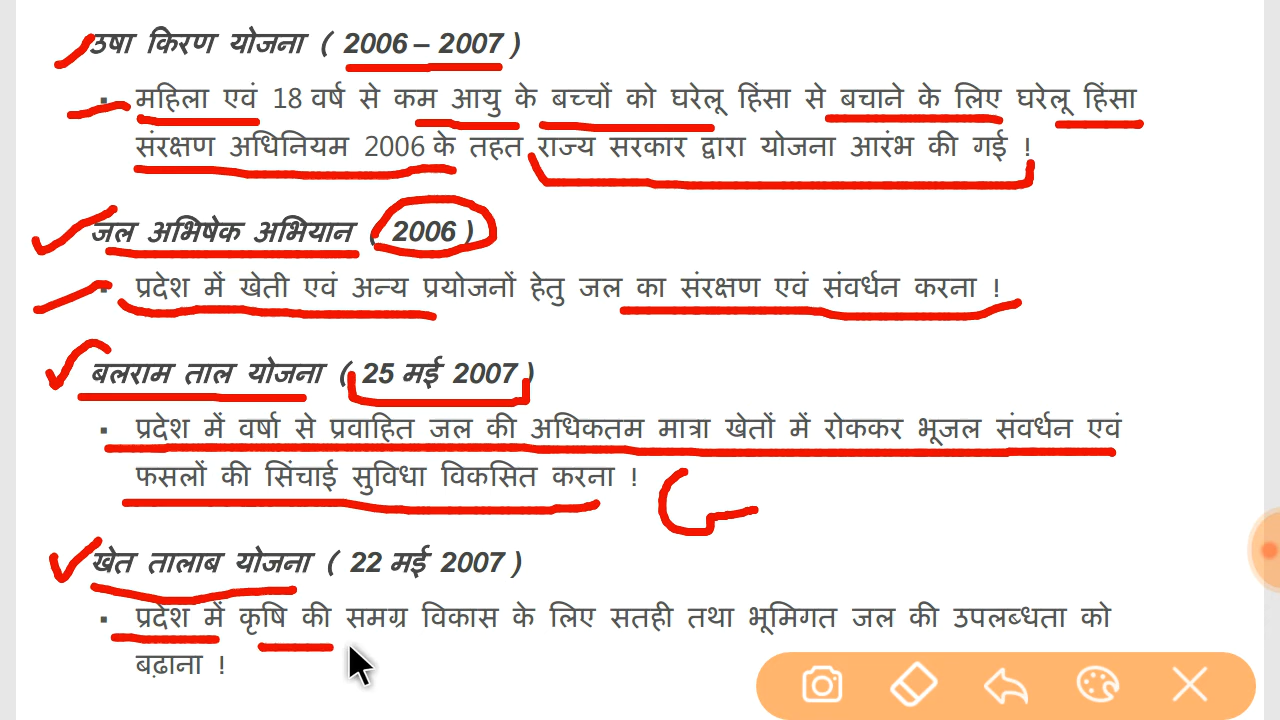 उषा किरण योजना ( 2006 – 2007 )
▪ महिला एवं 18 वर्ष से कम आयु के बच्चों को घरेलू हिंसा से बचाने के लिए घरेलू हिंसा
संरक्षण अधिनियम 2006 के तहत राज्य सरकार द्वारा योजना आरंभ की गई !
जल अभिषेक अभियान ( 2006 )
▪ प्रदेश में खेती एवं अन्य प्रयोजनों हेतु जल का संरक्षण एवं संवर्धन करना !
बलराम ताल योजना ( 25 मई 2007 )
▪ प्रदेश में वर्षा से प्रवाहित जल की अधिकतम मात्रा खेतों में रोककर भूजल संवर्धन एवं
फसलों की सिंचाई सुविधा विकसित करना !
खेत तालाब योजना ( 22 मई 2007 )
▪ प्रदेश में कृषि की समग्र विकास के लिए सतही तथा भूमिगत जल की उपलब्धता को
बढ़ाना !